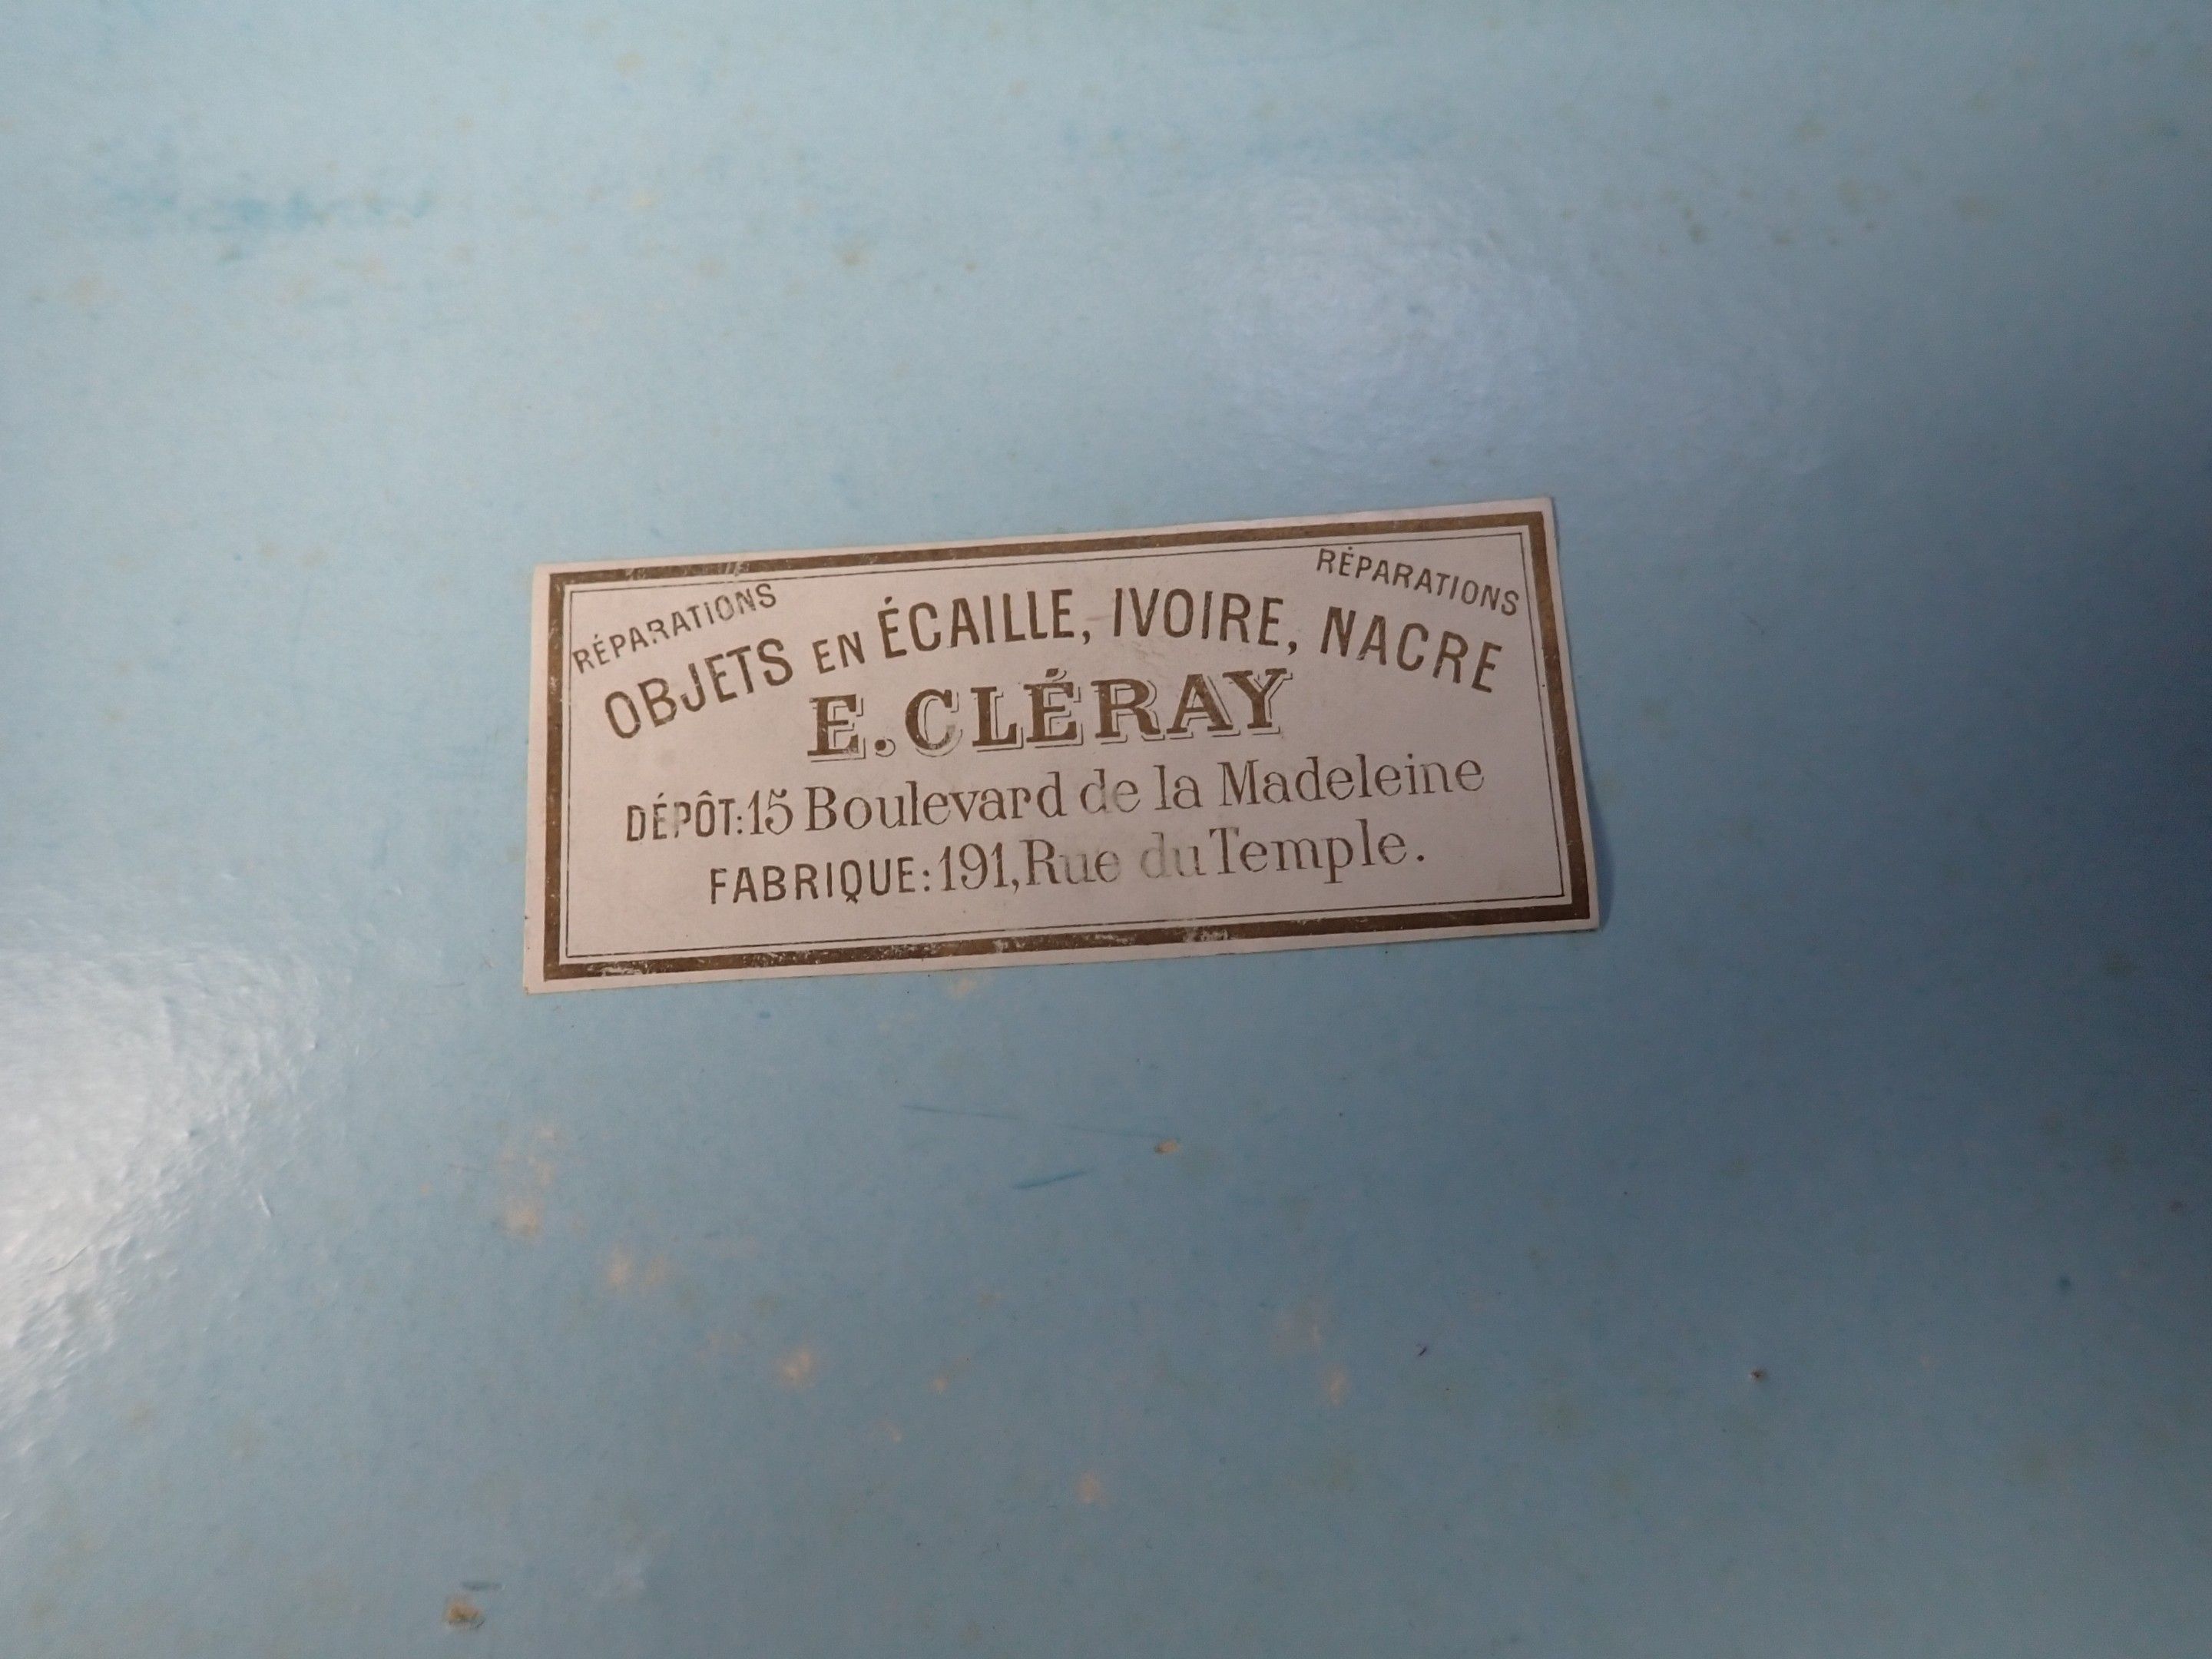 RÉPARATIONS
RÉPARATIONS
OBJETS EN ÉCAILLE, IVOIRE, NACRE
E. CLÉRAY
DÉPÔT: 15 Boulevard de la Madeleine
FABRIQUE: 191, Rue du Temple.